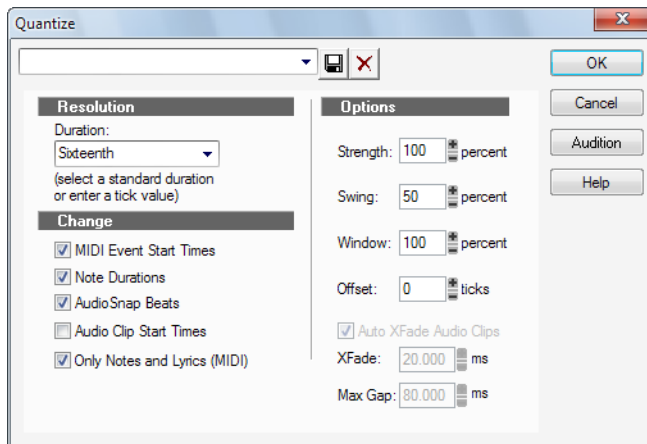 Quantize
OK
Cancel
Audition
Help
Resolution
Duration:
Sixteenth
(select a standard duration
or enter a tick value)
Change
MIDI Event Start Times
Note Durations
AudioSnap Beats
Audio Clip Start Times
Only Notes and Lyrics (MIDI)
Options
Strength: 100 percent
Swing: 50 percent
Window: 100 percent
Offset: 0 ticks
Auto XFade Audio Clips
XFade: 20.000 ms
Max Gap: 80.000 ms